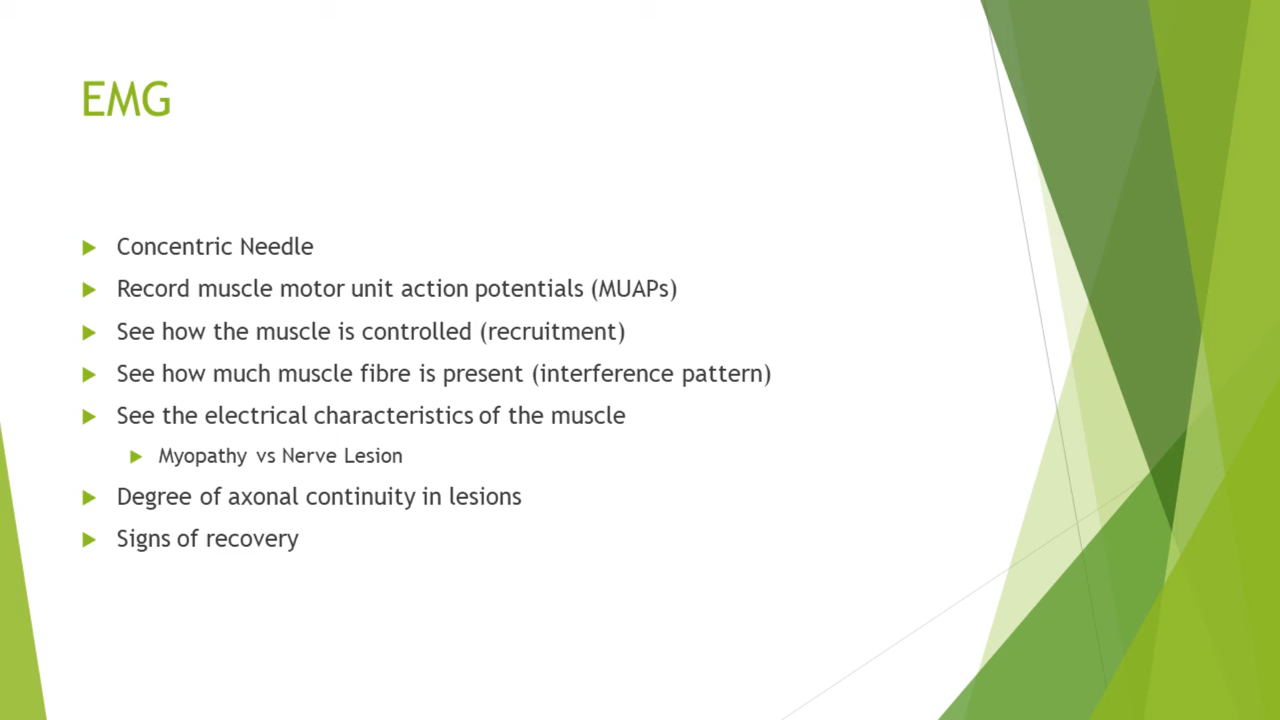 EMG
Concentric Needle
Record muscle motor unit action potentials (MUAPs)
See how the muscle is controlled (recruitment)
See how much muscle fibre is present (interference pattern)
See the electrical characteristics of the muscle
Myopathy vs Nerve Lesion
Degree of axonal continuity in lesions
Signs of recovery